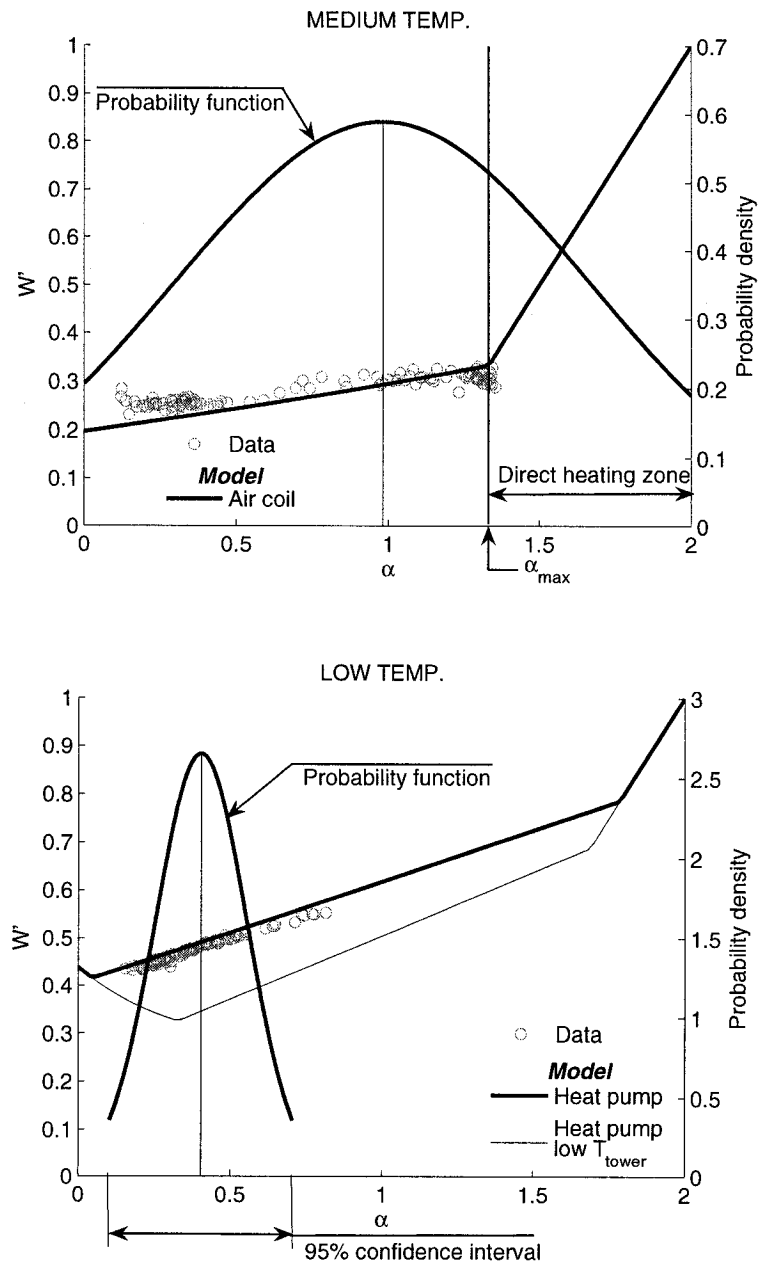 MEDIUM TEMP.
1
0.9
0.8
0.7
0.6
0.5
0.4
0.3
0.2
0.1
0
W'
0.7
0.6
0.5
0.4
0.3
0.2
0.1
0
Probability density
Probability function
Data
Model
Air coil
Direct heating zone
0 0.5 1 1.5 2
α
αmax
LOW TEMP.
1
0.9
0.8
0.7
0.6
0.5
0.4
0.3
0.2
0.1
0
W'
3
2.5
2
1.5
1
0.5
0
Probability density
Probability function
Data
Model
Heat pump
Heat pump
low Ttower
0 0.5 1 1.5 2
α
95% confidence interval